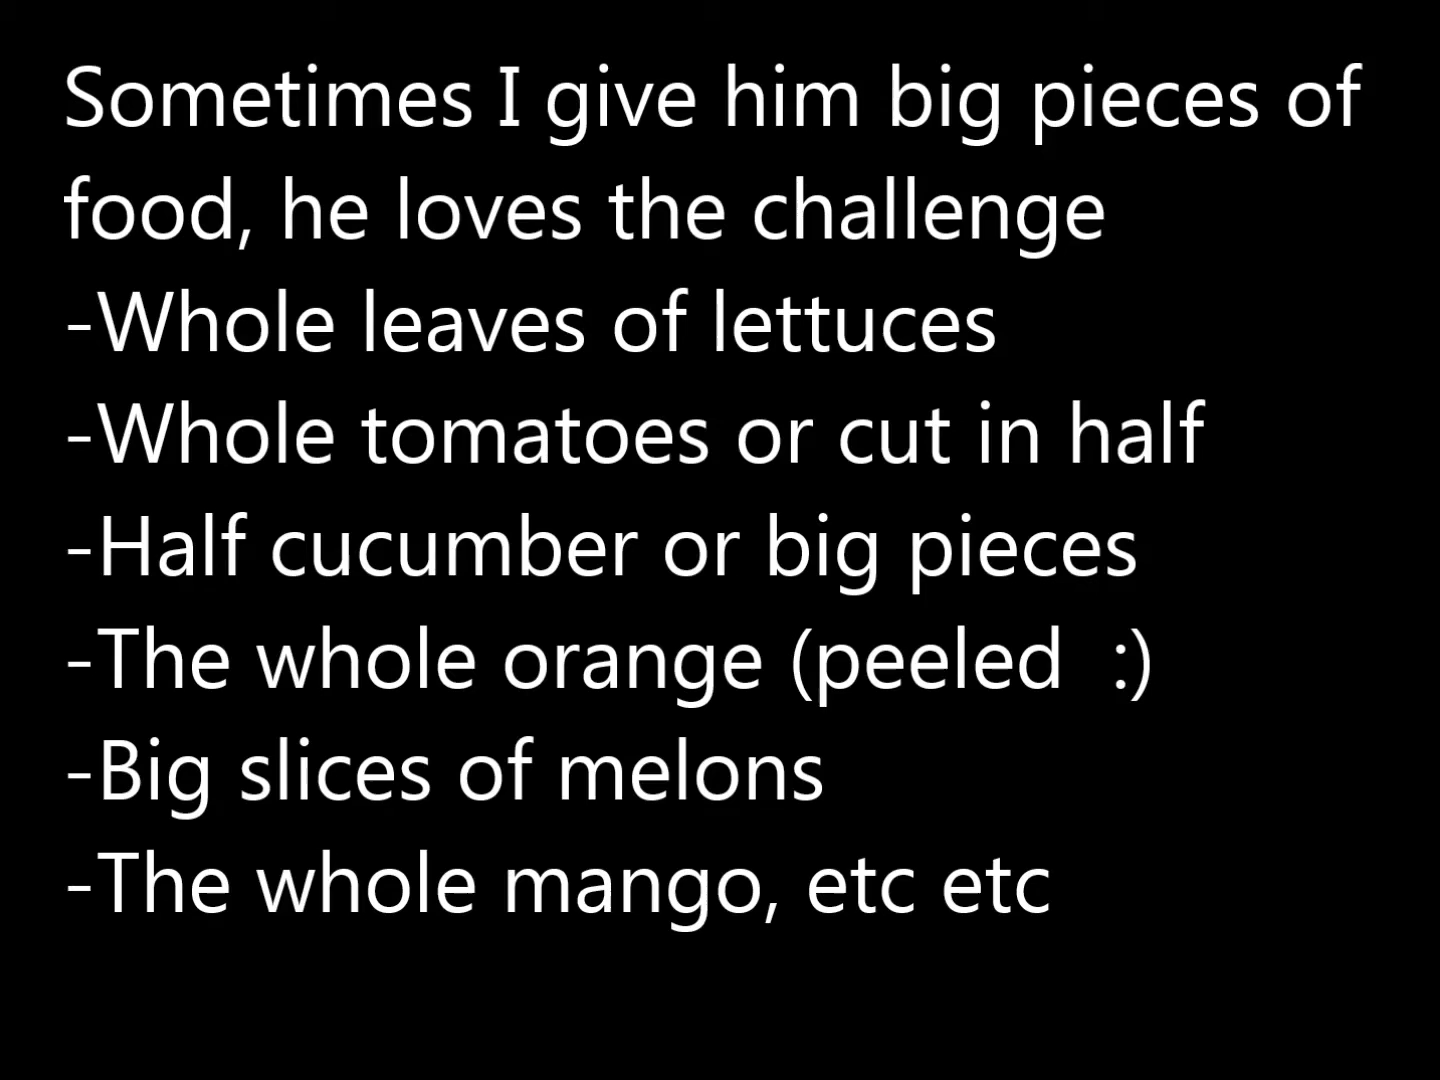 Sometimes I give him big pieces of
food, he loves the challenge
-Whole leaves of lettuces
-Whole tomatoes or cut in half
-Half cucumber or big pieces
-The whole orange (peeled  :)
-Big slices of melons
-The whole mango, etc etc